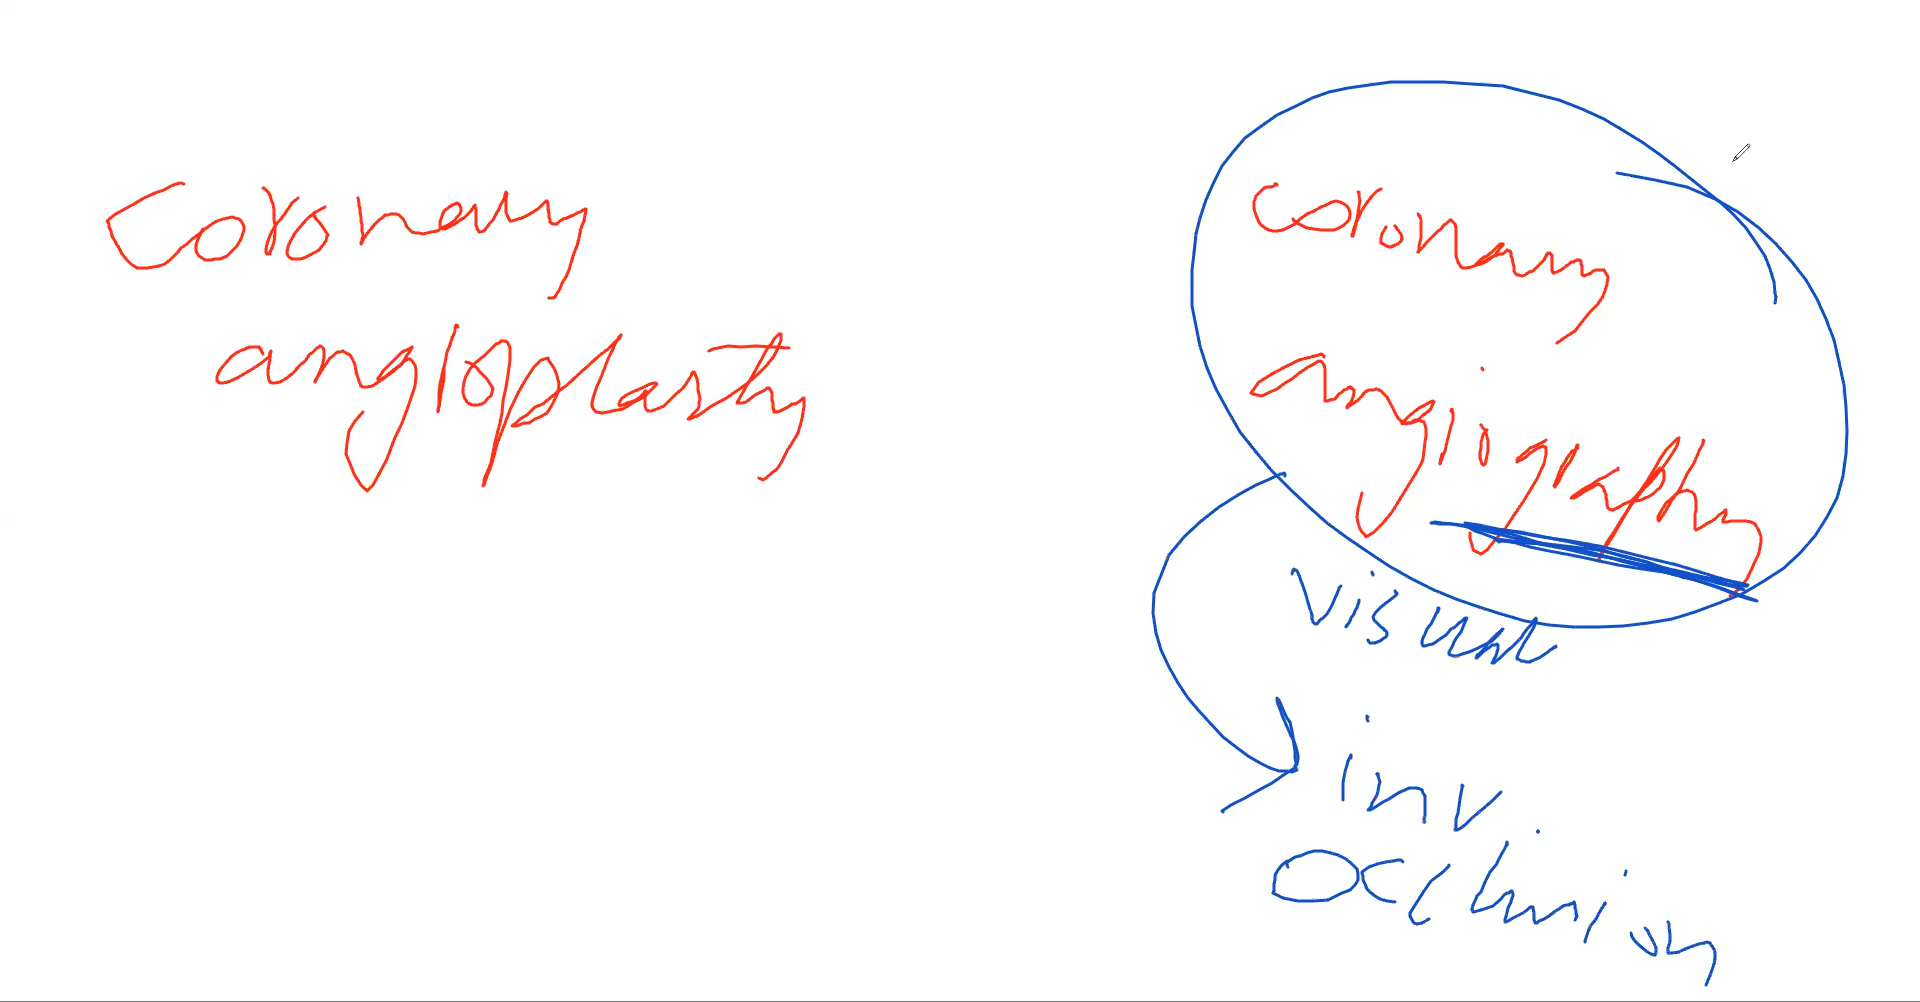 Coronary
angioplasty
coronary
angiography
visual
inv.
occlusion